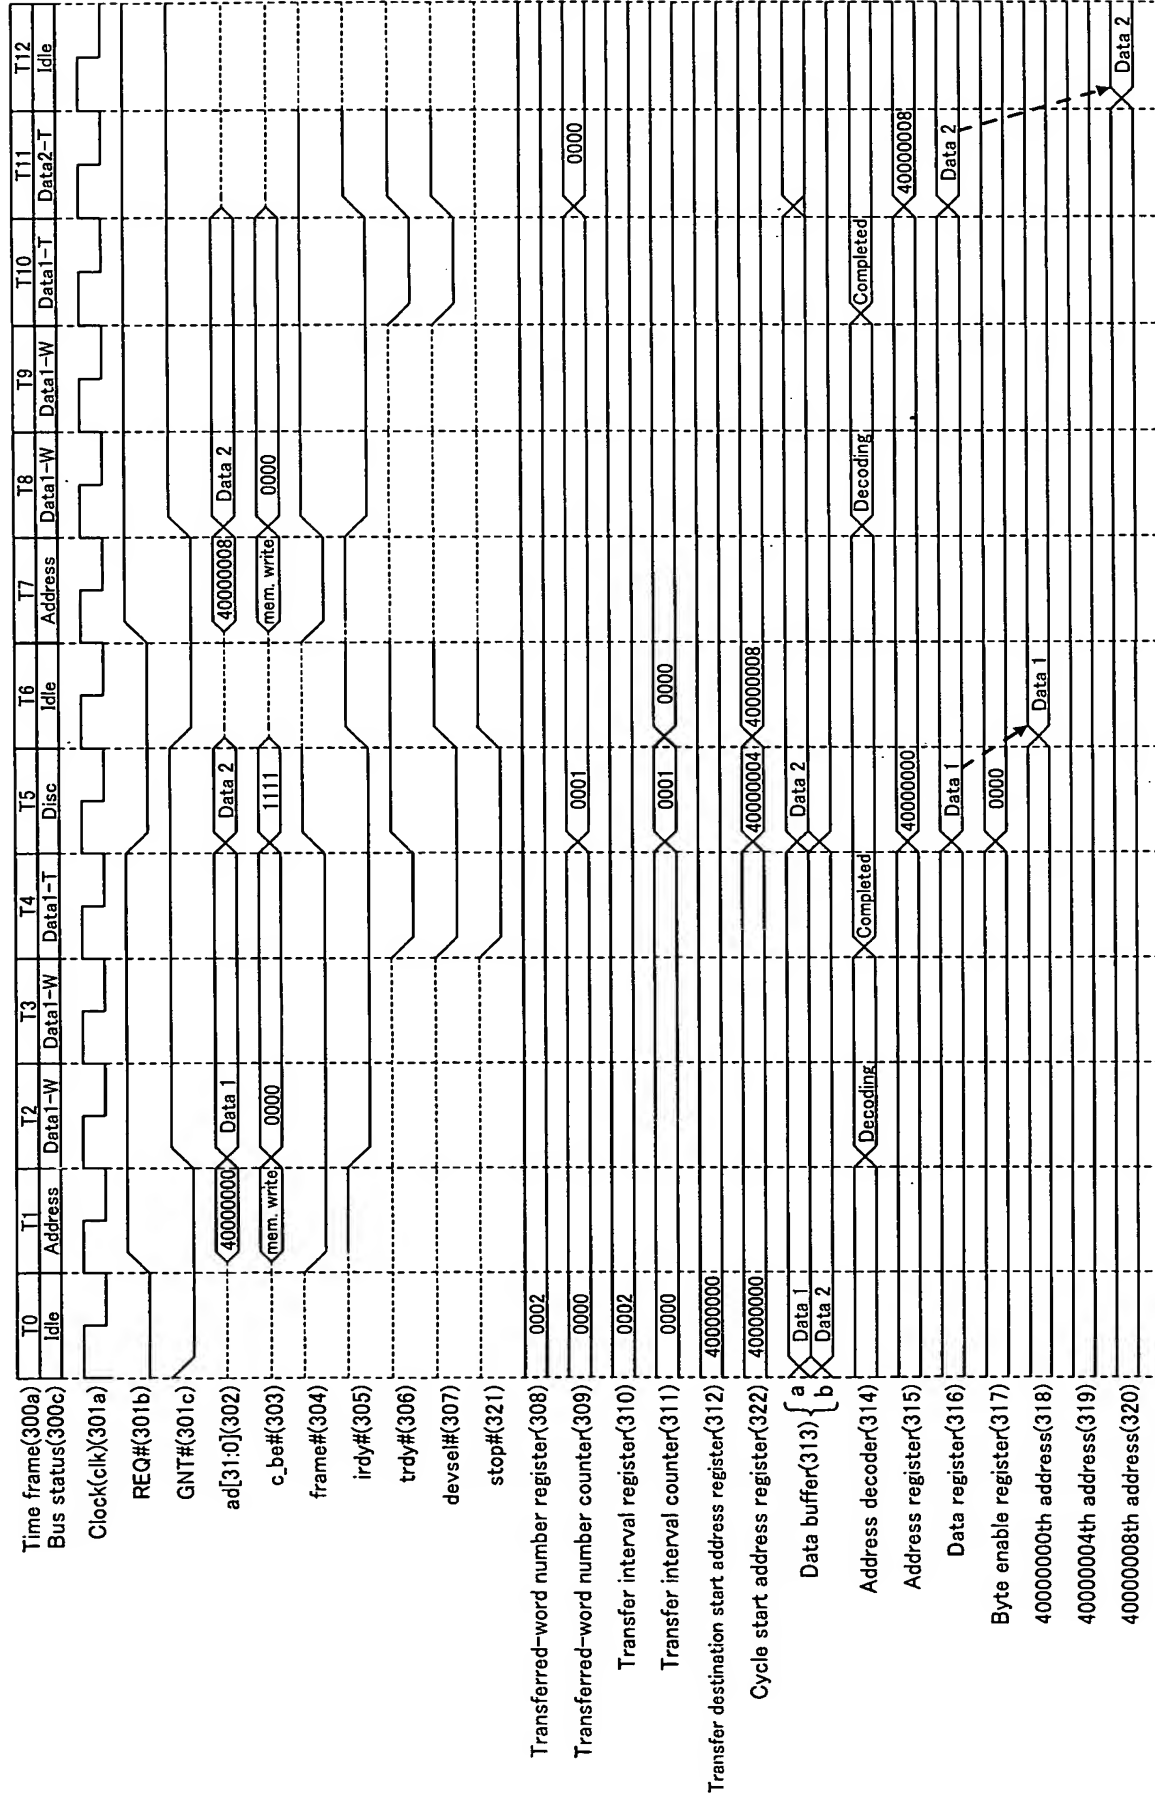 Time frame(300a) T0 T1 T2 T3 T4 T5 T6 T7 T8 T9 T10 T11 T12
Bus status(300c) Idle Address Data1-W Data1-W Data1-T Disc Idle Address Data1-W Data1-W Data1-T Data2-T Idle
Clock(clk)(301a)
REQ#(301b)
GNT#(301c)
ad[31:0](302) 40000000 Data 1 Data 2 40000008 Data 2
c_be#(303) mem. write 0000 1111 mem. write 0000
frame#(304)
irdy#(305)
trdy#(306)
devsel#(307)
stop#(321)
Transferred-word number register(308) 0002
Transferred-word number counter(309) 0000 0001 0000
Transfer interval register(310) 0002
Transfer interval counter(311) 0000 0001 0000
Transfer destination start address register(312) 40000000
Cycle start address register(322) 40000000 40000004 40000008
Data buffer(313) { a Data 1 Data 2
b Data 2
Address decoder(314) Decoding Completed Decoding Completed
Address register(315) 40000000 40000008
Data register(316) Data 1 Data 2
Byte enable register(317) 0000
40000000th address(318) Data 1
40000004th address(319)
40000008th address(320) Data 2